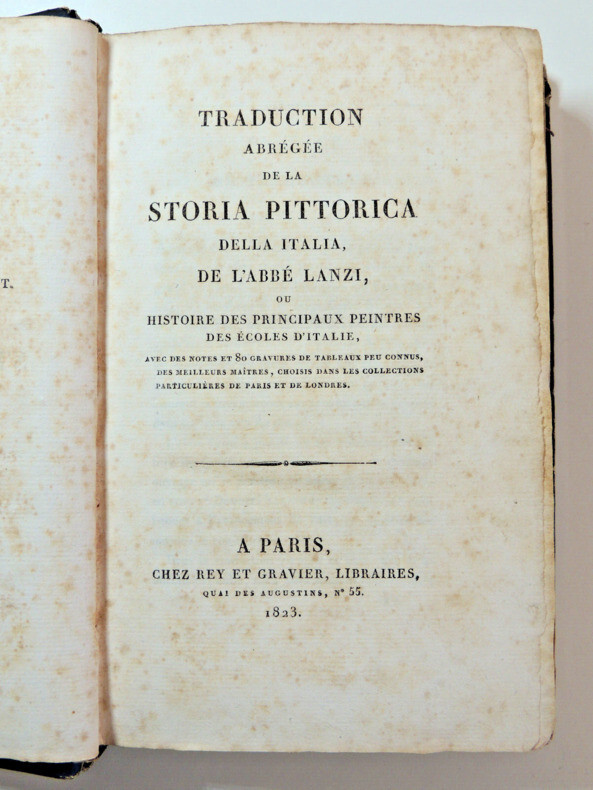 T.
TRADUCTION
ABRÉGÉE
DE LA
STORIA PITTORICA
DELLA ITALIA,
DE L'ABBÉ LANZI,
OU
HISTOIRE DES PRINCIPAUX PEINTRES
DES ÉCOLES D'ITALIE,
AVEC DES NOTES ET 80 GRAVURES DE TABLEAUX PEU CONNUS,
DES MEILLEURS MAÎTRES, CHOISIS DANS LES COLLECTIONS
PARTICULIÈRES DE PARIS ET DE LONDRES.
A PARIS,
CHEZ REY ET GRAVIER, LIBRAIRES,
QUAI DES AUGUSTINS, N° 55.
1823.